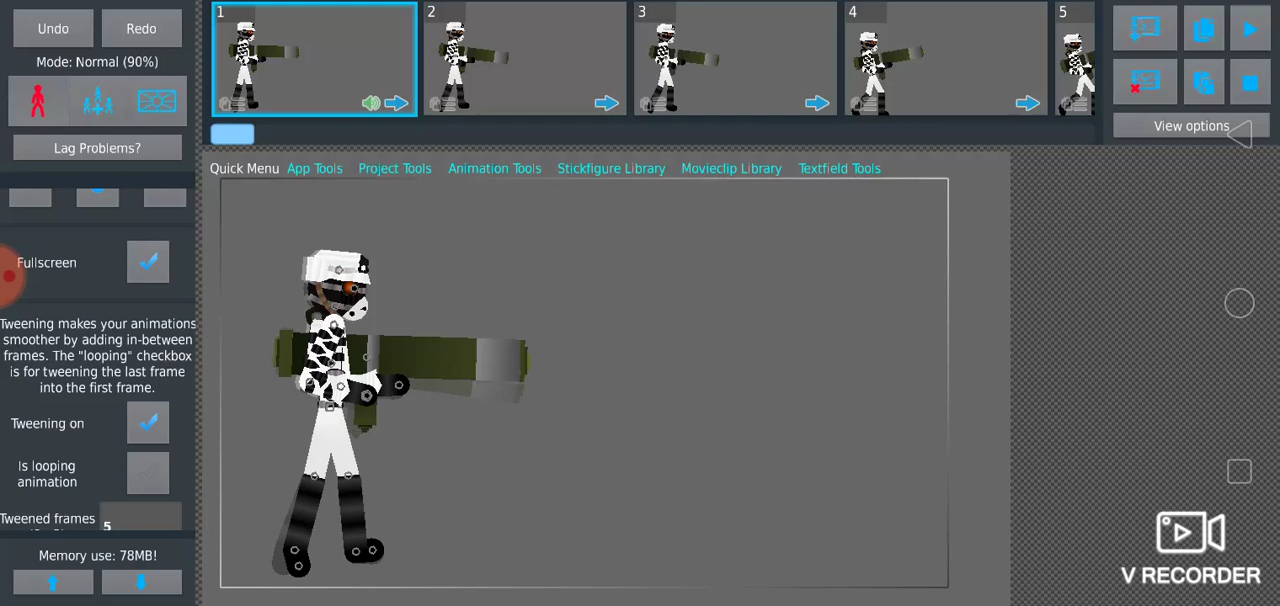 Undo
Redo
Mode: Normal (90%)
Lag Problems?
1
2
3
4
5
View options
Quick Menu
App Tools
Project Tools
Animation Tools
Stickfigure Library
Movieclip Library
Textfield Tools
Fullscreen
Tweening makes your animations
smoother by adding in-between
frames. The "looping" checkbox
is for tweening the last frame
into the first frame.
Tweening on
Is looping
animation
Tweened frames
5
Memory use: 78MB!
V RECORDER